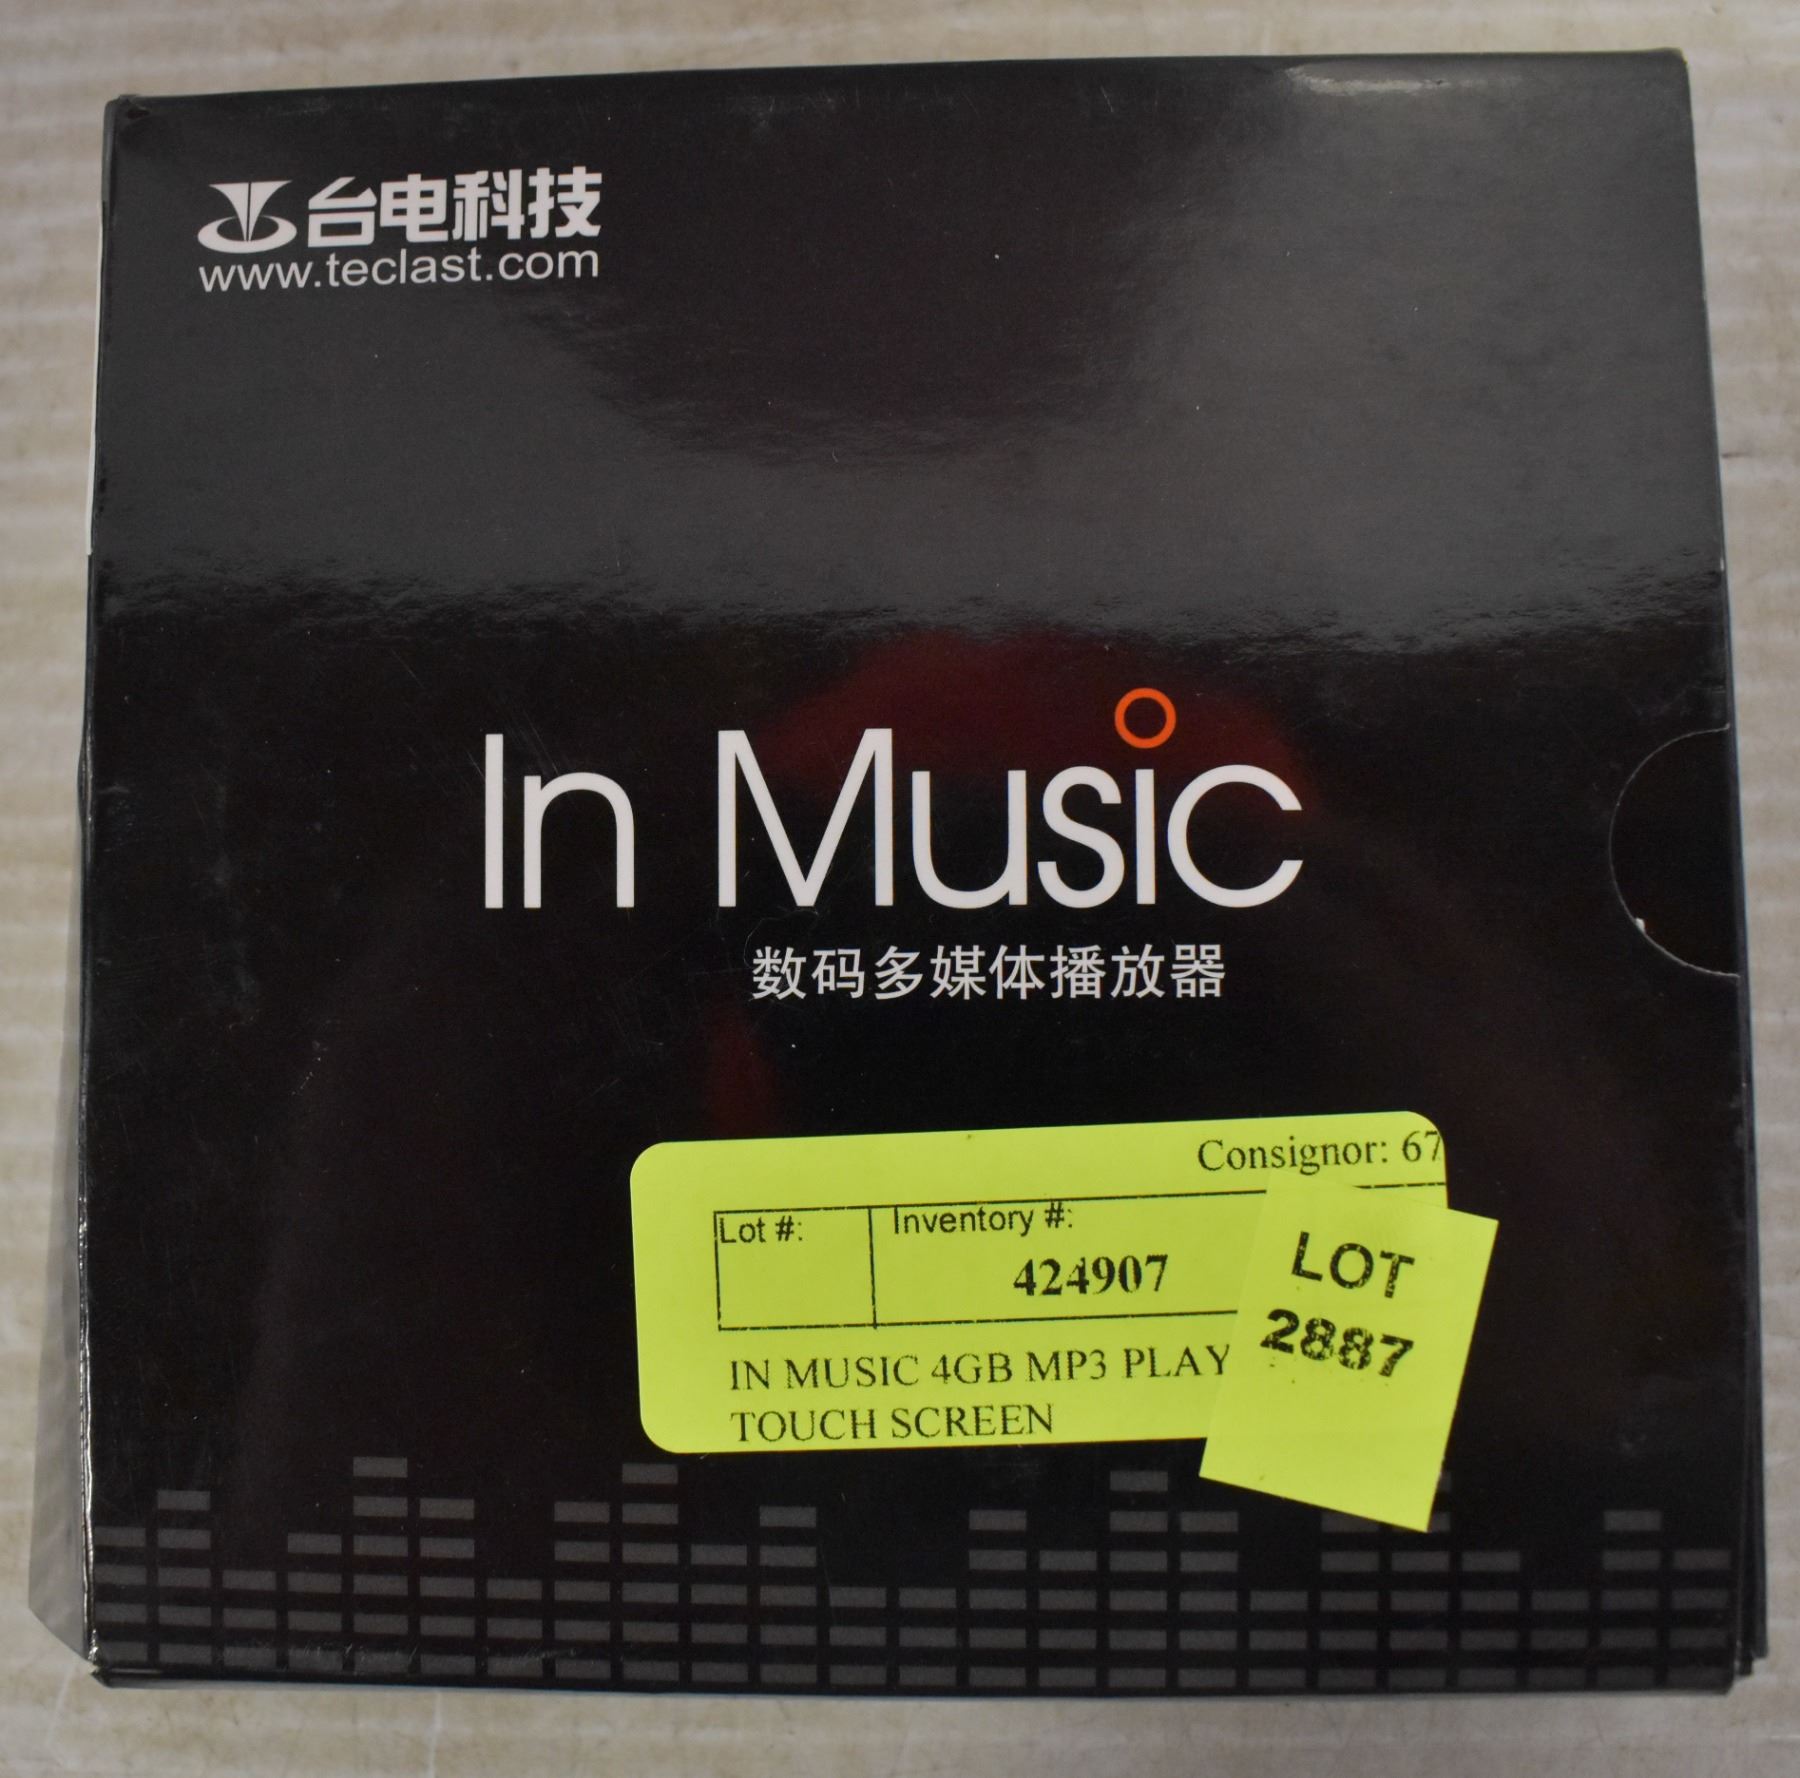 台电科技
www.teclast.com
In Music
数码多媒体播放器
Consignor: 67
Lot #:
Inventory #:
424907
LOT
2887
IN MUSIC 4GB MP3 PLAY
TOUCH SCREEN